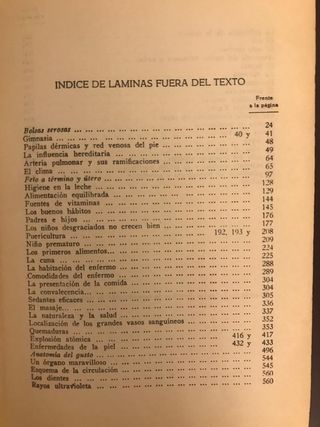 INDICE DE LAMINAS FUERA DEL TEXTO
Frente
a la página
Bolsas serosas ... 24
Gimnasia ... 40 y 41
Papilas dérmicas y red venosa del pie ... 48
La influencia hereditaria ... 49
Arteria pulmonar y sus ramificaciones ... 64
El clima ... 65
Feto a término y útero ... 97
Higiene en la leche ... 128
Alimentación equilibrada ... 129
Fuentes de vitaminas ... 144
Los buenos hábitos ... 145
Padres e hijos ... 176
Los niños desgraciados no crecen bien ... 177
Puericultura ... 192, 193 y 208
Niño prematuro ... 209
Los primeros alimentos ... 224
La cuna ... 225
La habitación del enfermo ... 288
Comodidades del enfermo ... 289
La presentación de la comida ... 304
La convalecencia ... 305
Sedantes eficaces ... 336
El masaje ... 337
La naturaleza y la salud ... 352
Localización de los grandes vasos sanguíneos ... 353
Quemaduras ... 416 y 417
Explosión atómica ... 432 y 433
Enfermedades de la piel ... 496
Anatomía del gusto ... 544
Un órgano maravilloso ... 545
Esquema de la circulación ... 560
Los dientes ... 560
Rayos ultravioleta